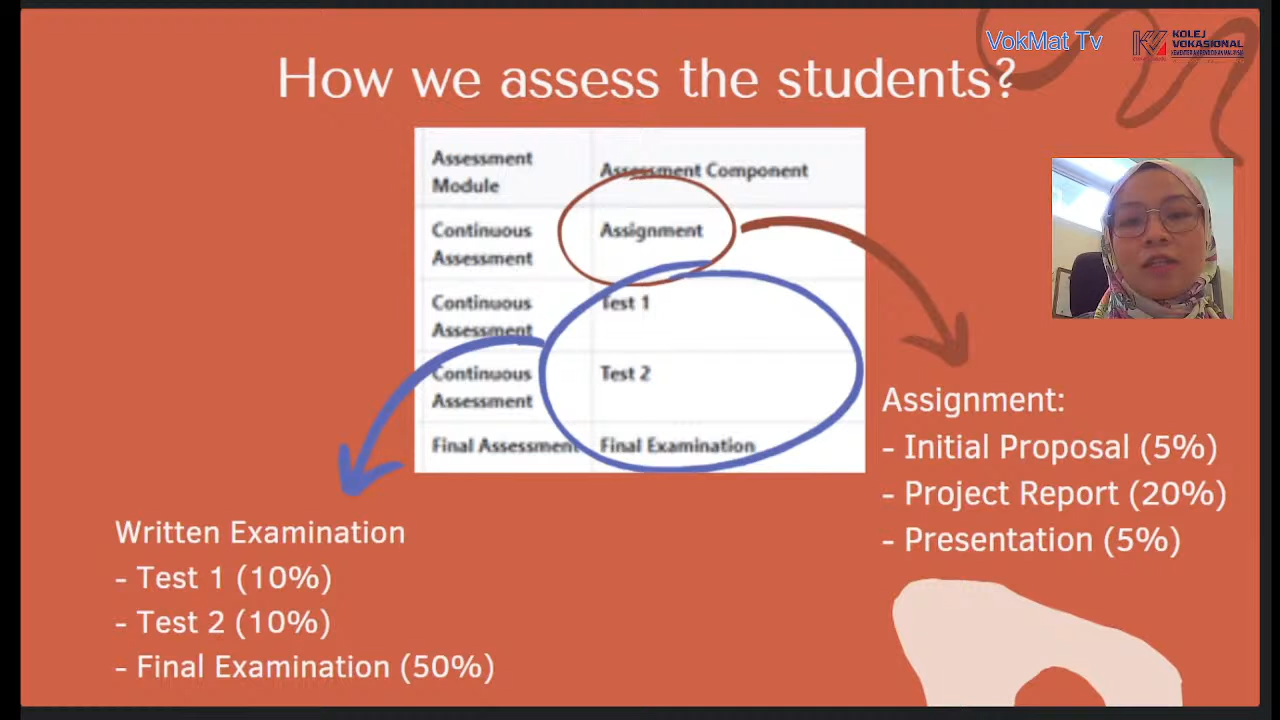 VokMat Tv
KOLEJ
VOKASIONAL
How we assess the students?
Assessment
Module
Assessment Component
Continuous
Assessment
Assignment
Continuous
Assessment
Test 1
Continuous
Assessment
Test 2
Final Assessment
Final Examination
Assignment:
- Initial Proposal (5%)
- Project Report (20%)
- Presentation (5%)
Written Examination
- Test 1 (10%)
- Test 2 (10%)
- Final Examination (50%)